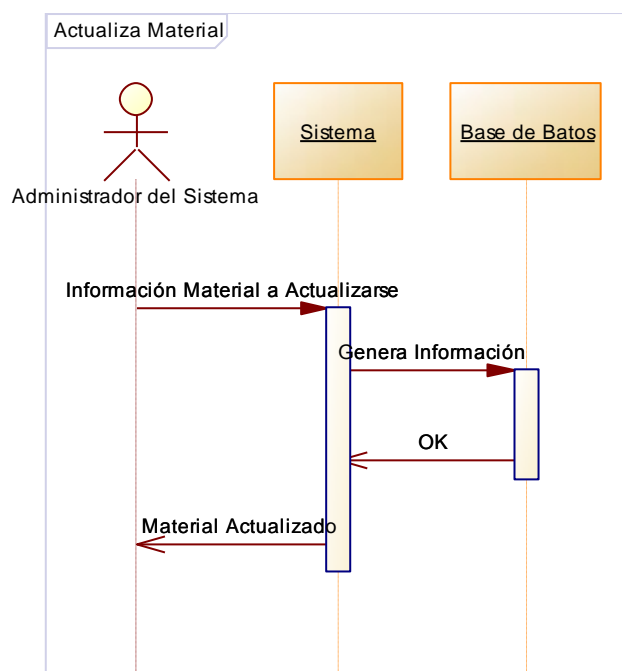 Actualiza Material
Sistema
Base de Batos
Administrador del Sistema
Información Material a Actualizarse
Genera Información
OK
Material Actualizado